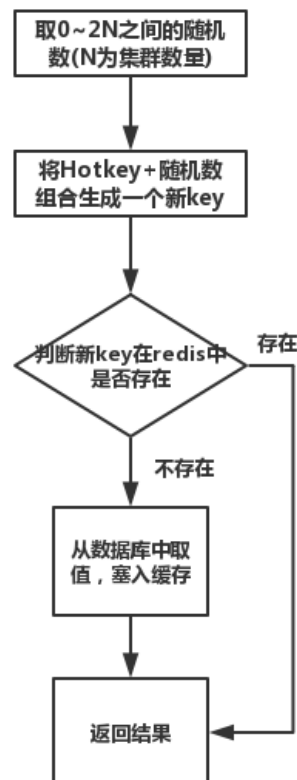 取0~2N之间的随机
数(N为集群数量)
将Hotkey+随机数
组合生成一个新key
判断新key在redis中
是否存在
存在
不存在
从数据库中取
值，塞入缓存
返回结果